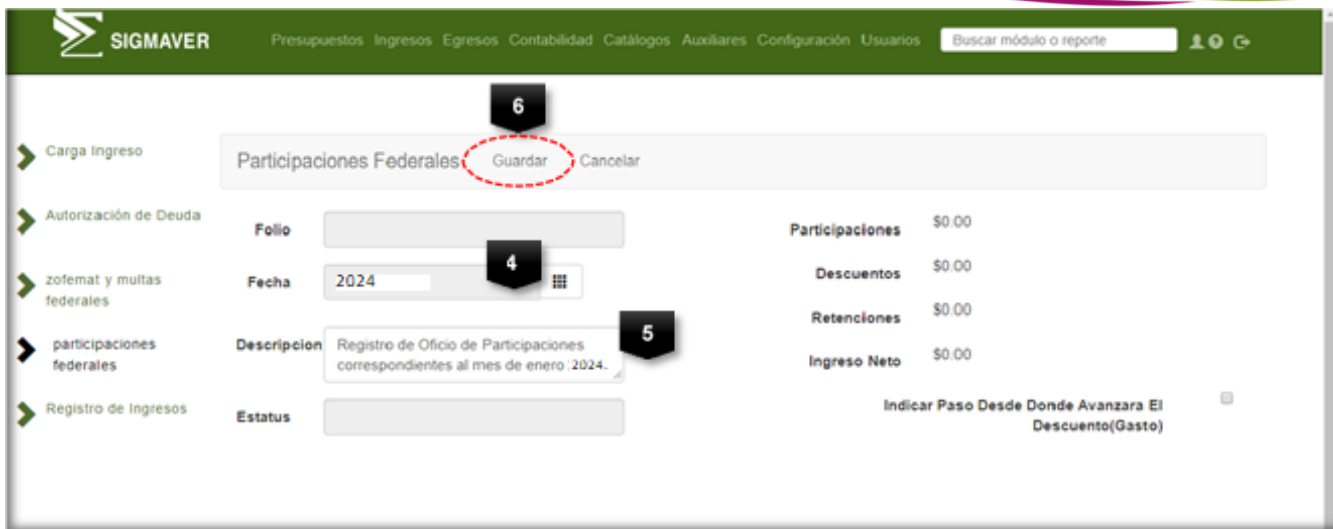 SIGMAVER
Presupuestos Ingresos Egresos Contabilidad Catálogos Auxiliares Configuración Usuarios Buscar módulo o reporte
6
Carga Ingreso
Participaciones Federales Guardar Cancelar
Autorización de Deuda
Folio
Participaciones $0.00
4
zofemat y multas
federales
Fecha 2024
Descuentos $0.00
Retenciones $0.00
5
participaciones
federales
Descripcion Registro de Oficio de Participaciones
correspondientes al mes de enero 2024.
Ingreso Neto $0.00
Registro de Ingresos
Estatus
Indicar Paso Desde Donde Avanzara El
Descuento(Gasto)